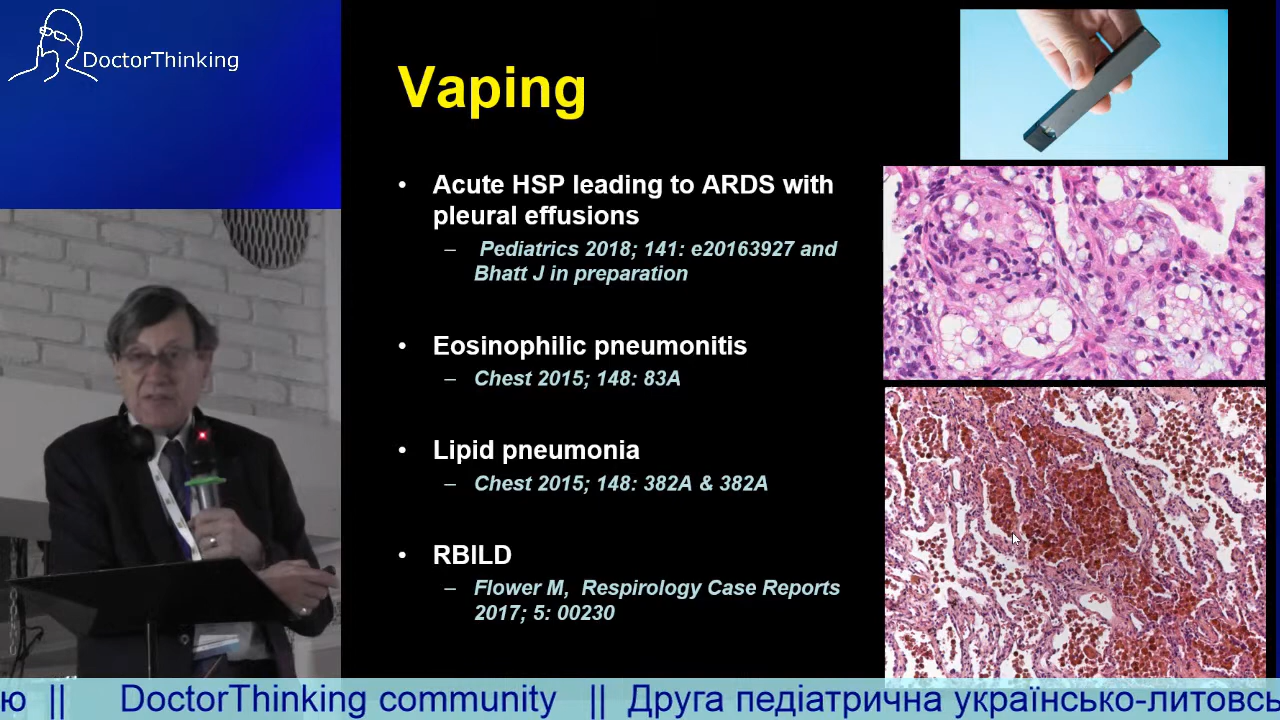 DoctorThinking
Vaping
• Acute HSP leading to ARDS with
pleural effusions
– Pediatrics 2018; 141: e20163927 and
Bhatt J in preparation
• Eosinophilic pneumonitis
– Chest 2015; 148: 83A
• Lipid pneumonia
– Chest 2015; 148: 382A & 382A
• RBILD
– Flower M, Respirology Case Reports
2017; 5: 00230
ю || DoctorThinking community || Друга педіатрична українсько-литовсь